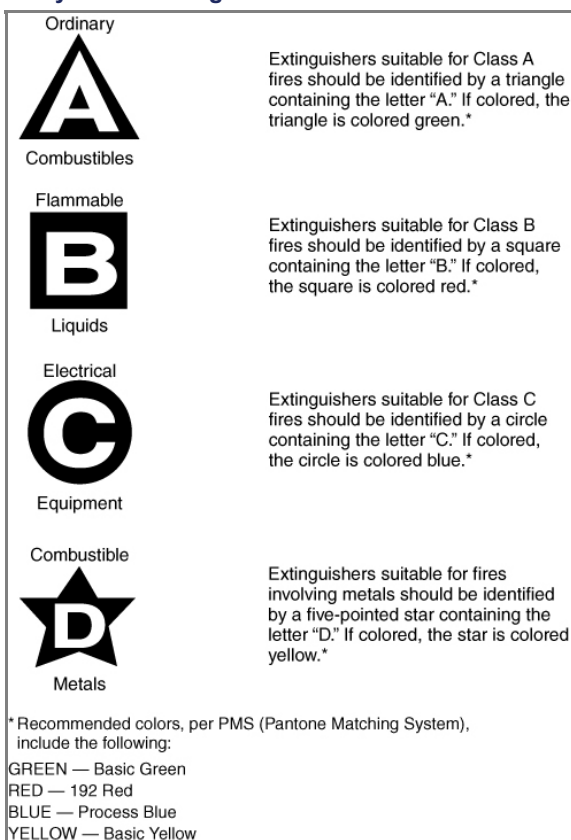 Ordinary
A
Combustibles
Extinguishers suitable for Class A
fires should be identified by a triangle
containing the letter “A.” If colored, the
triangle is colored green.*
Flammable
B
Liquids
Extinguishers suitable for Class B
fires should be identified by a square
containing the letter “B.” If colored,
the square is colored red.*
Electrical
C
Equipment
Extinguishers suitable for Class C
fires should be identified by a circle
containing the letter “C.” If colored,
the circle is colored blue.*
Combustible
D
Metals
Extinguishers suitable for fires
involving metals should be identified
by a five-pointed star containing the
letter “D.” If colored, the star is colored
yellow.*
* Recommended colors, per PMS (Pantone Matching System),
include the following:
GREEN — Basic Green
RED — 192 Red
BLUE — Process Blue
YELLOW — Basic Yellow